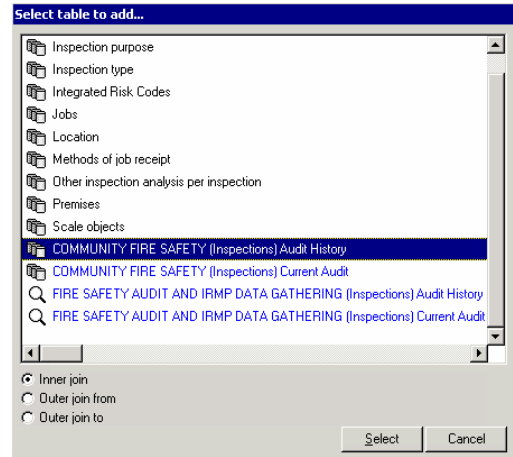 Select table to add...
Inspection purpose
Inspection type
Integrated Risk Codes
Jobs
Location
Methods of job receipt
Other inspection analysis per inspection
Premises
Scale objects
COMMUNITY FIRE SAFETY (Inspections) Audit History
COMMUNITY FIRE SAFETY (Inspections) Current Audit
FIRE SAFETY AUDIT AND IRMP DATA GATHERING (Inspections) Audit History
FIRE SAFETY AUDIT AND IRMP DATA GATHERING (Inspections) Current Audit
Inner join
Outer join from
Outer join to
Select Cancel